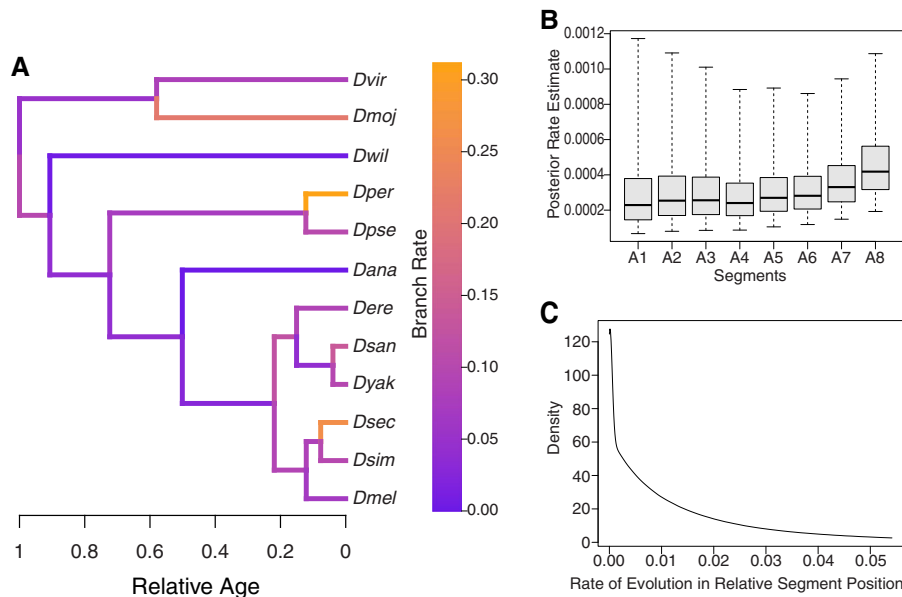 A
Dvir
Dmoj
Dwil
Dper
Dpse
Dana
Dere
Dsan
Dyak
Dsec
Dsim
Dmel
1 0.8 0.6 0.4 0.2 0
Relative Age
0.30
0.25
0.20
0.15
0.10
0.05
0.00
Branch Rate
B
0.0012
0.0008
0.0006
0.0004
0.0002
Posterior Rate Estimate
A1 A2 A3 A4 A5 A6 A7 A8
Segments
C
120
100
80
60
40
20
0
Density
0.00 0.01 0.02 0.03 0.04 0.05
Rate of Evolution in Relative Segment Position